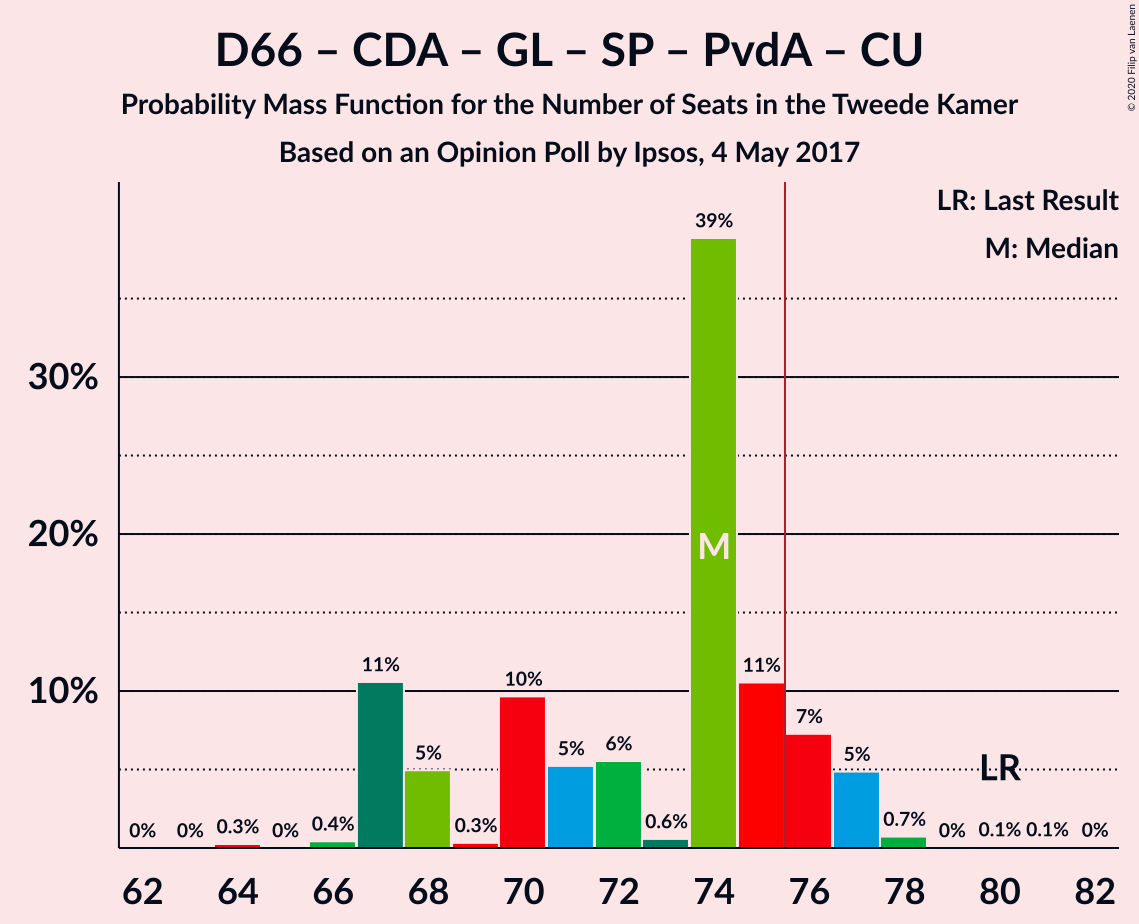 D66 – CDA – GL – SP – PvdA – CU
Probability Mass Function for the Number of Seats in the Tweede Kamer
Based on an Opinion Poll by Ipsos, 4 May 2017
© 2020 Filip van Laenen
LR: Last Result
M: Median
30%
20%
10%
0% 0% 0.3% 0% 0.4% 11% 5% 0.3% 10% 5% 6% 0.6% 39% 11% 7% 5% 0.7% 0% 0.1% 0.1% 0%
M
LR
62 64 66 68 70 72 74 76 78 80 82